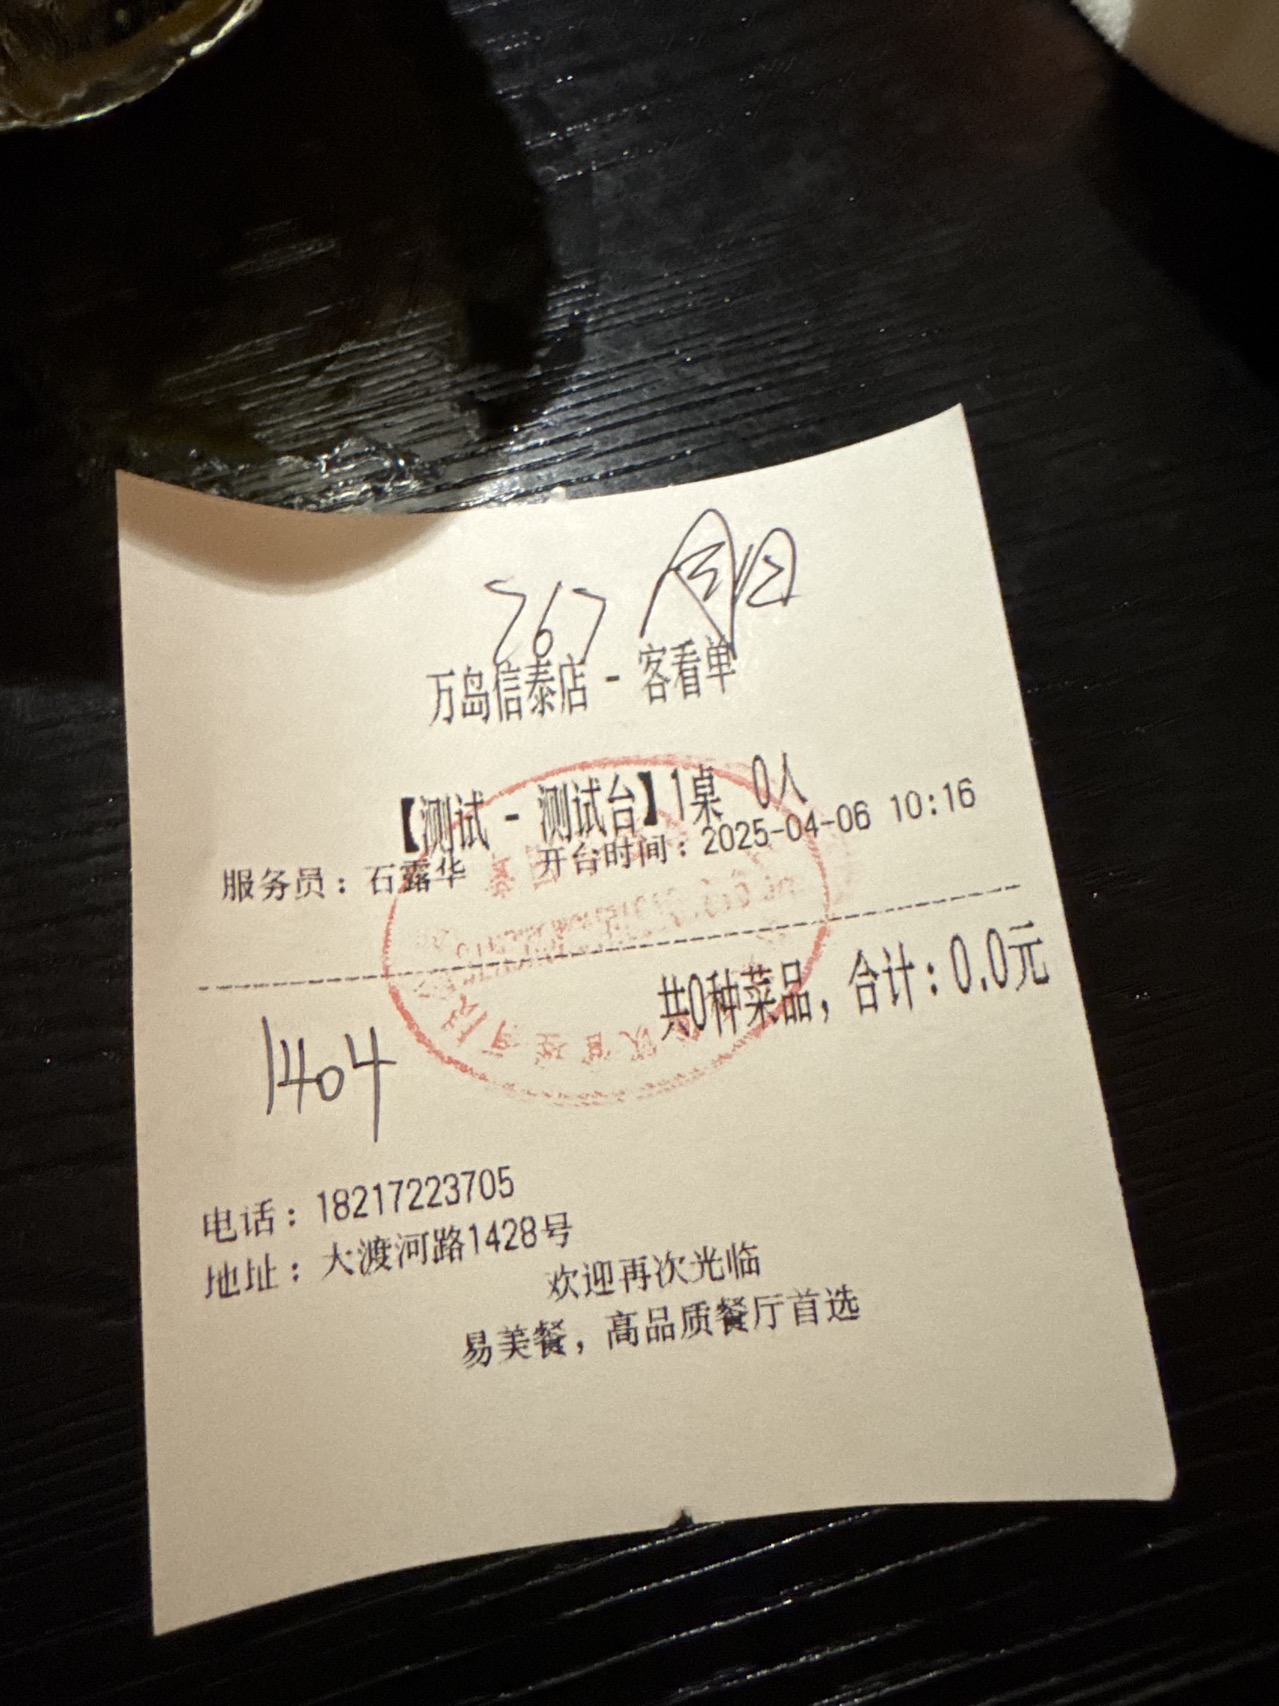 767
万岛信泰店 - 客看单
【测试 - 测试台】1桌 0人
服务员：石露华 开台时间：2025-04-06 10:16
共0种菜品，合计：0.0元
1404
电话：18217223705
地址：大渡河路1428号
欢迎再次光临
易美餐，高品质餐厅首选